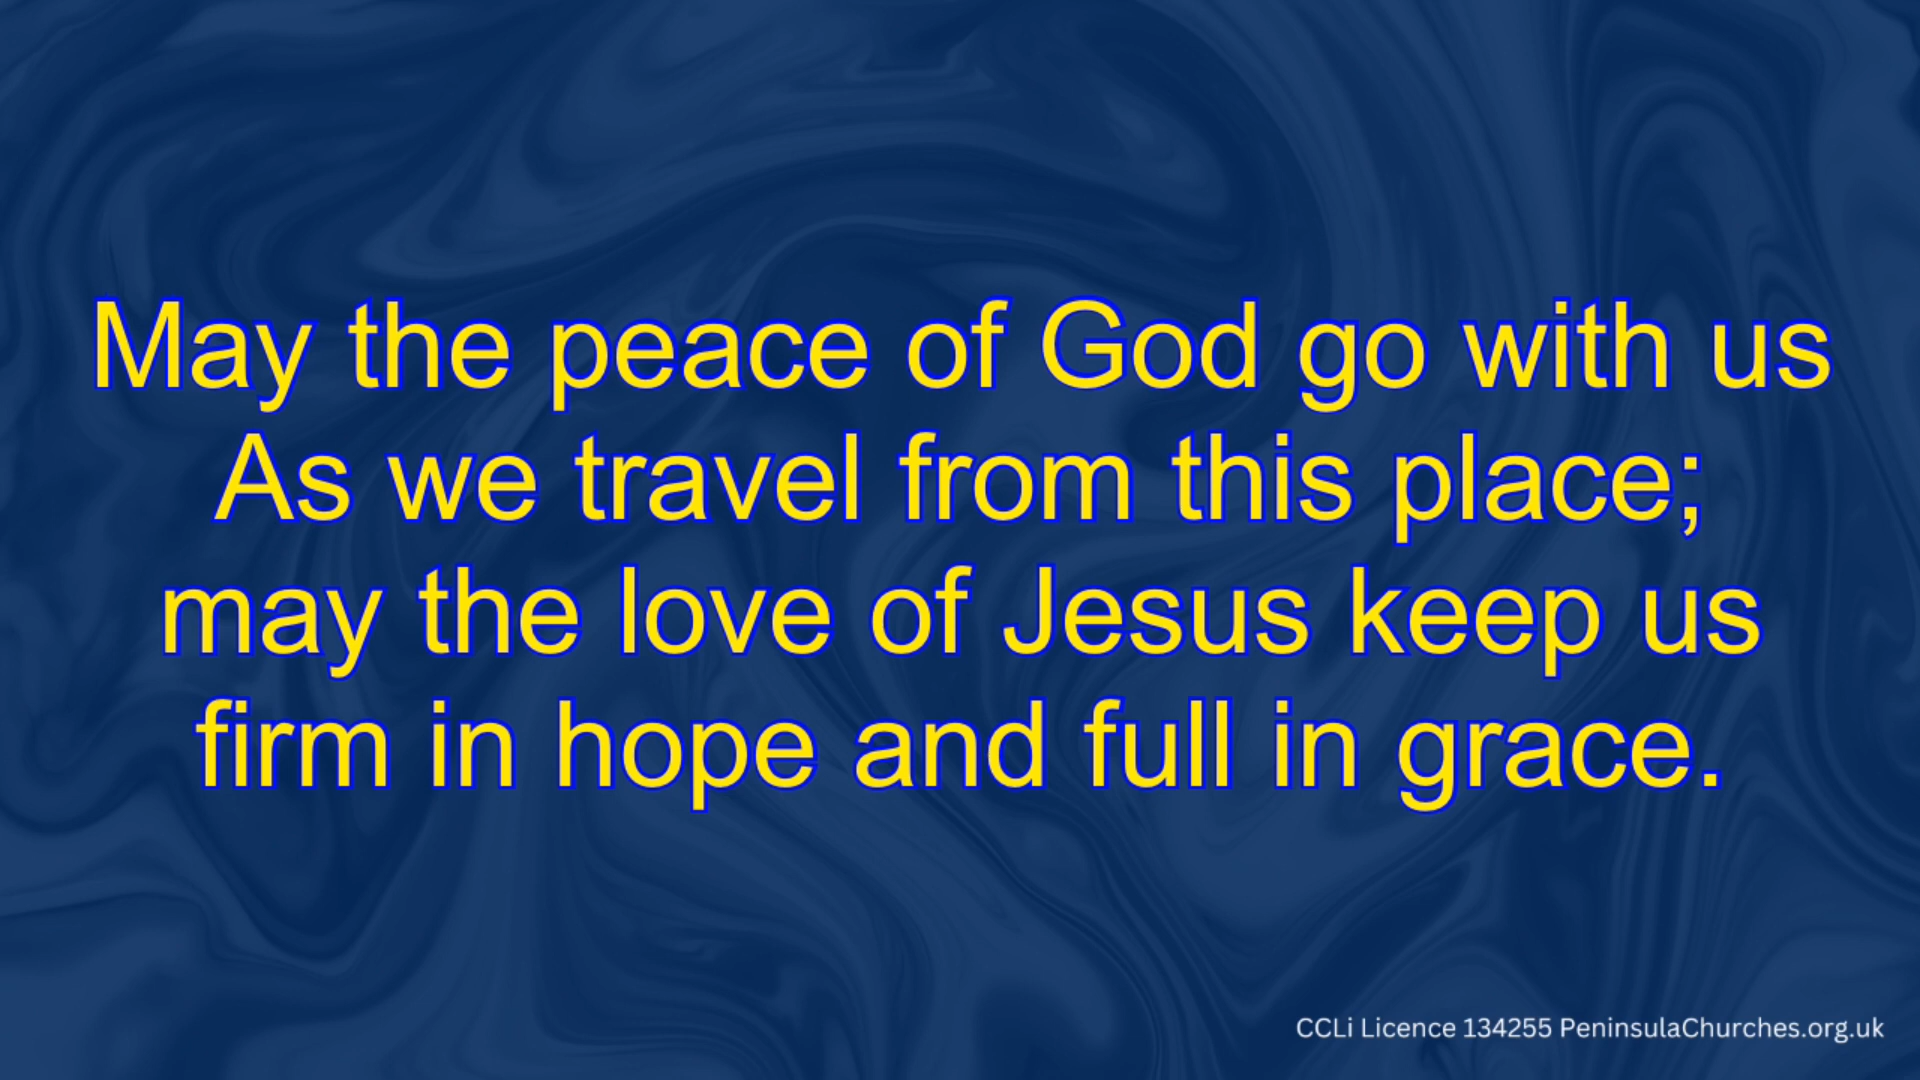 May the peace of God go with us
As we travel from this place;
may the love of Jesus keep us
firm in hope and full in grace.
CCLi Licence 134255 PeninsulaChurches.org.uk